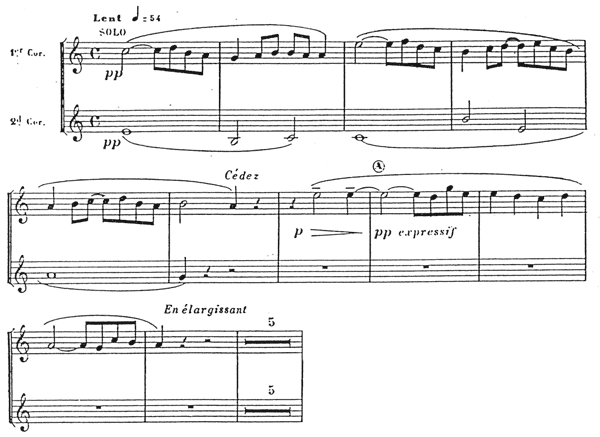 Lent ♩= 54
SOLO
1er Cor.
pp
2d Cor.
pp
Cédez
A
p
pp expressif
En élargissant
5
5